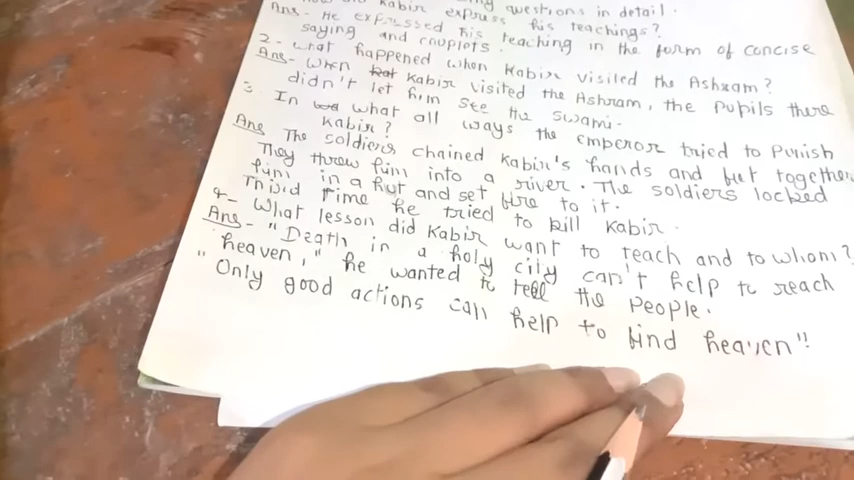 questions in detail.
Kabir express his teachings?
Ans- He expressed his teaching in the form of concise
saying and couplets.
2- What happened when Kabir visited the Ashram?
Ans- When Kabir visited the Ashram, the pupils there
didn't let him see the swami-
3. In what all ways the emperor tried to Punish
Kabir?
Ans The soldiers chained Kabir's hands and put together
They threw him into a river. The soldiers locked
him in a hut and set fire to it.
Third time he tried to kill Kabir.
4- What lesson did Kabir want to teach and to whom?
Ans- "Death in a holy city can't help to reach
heaven," he wanted to tell the People.
"Only good actions can help to find heaven"!